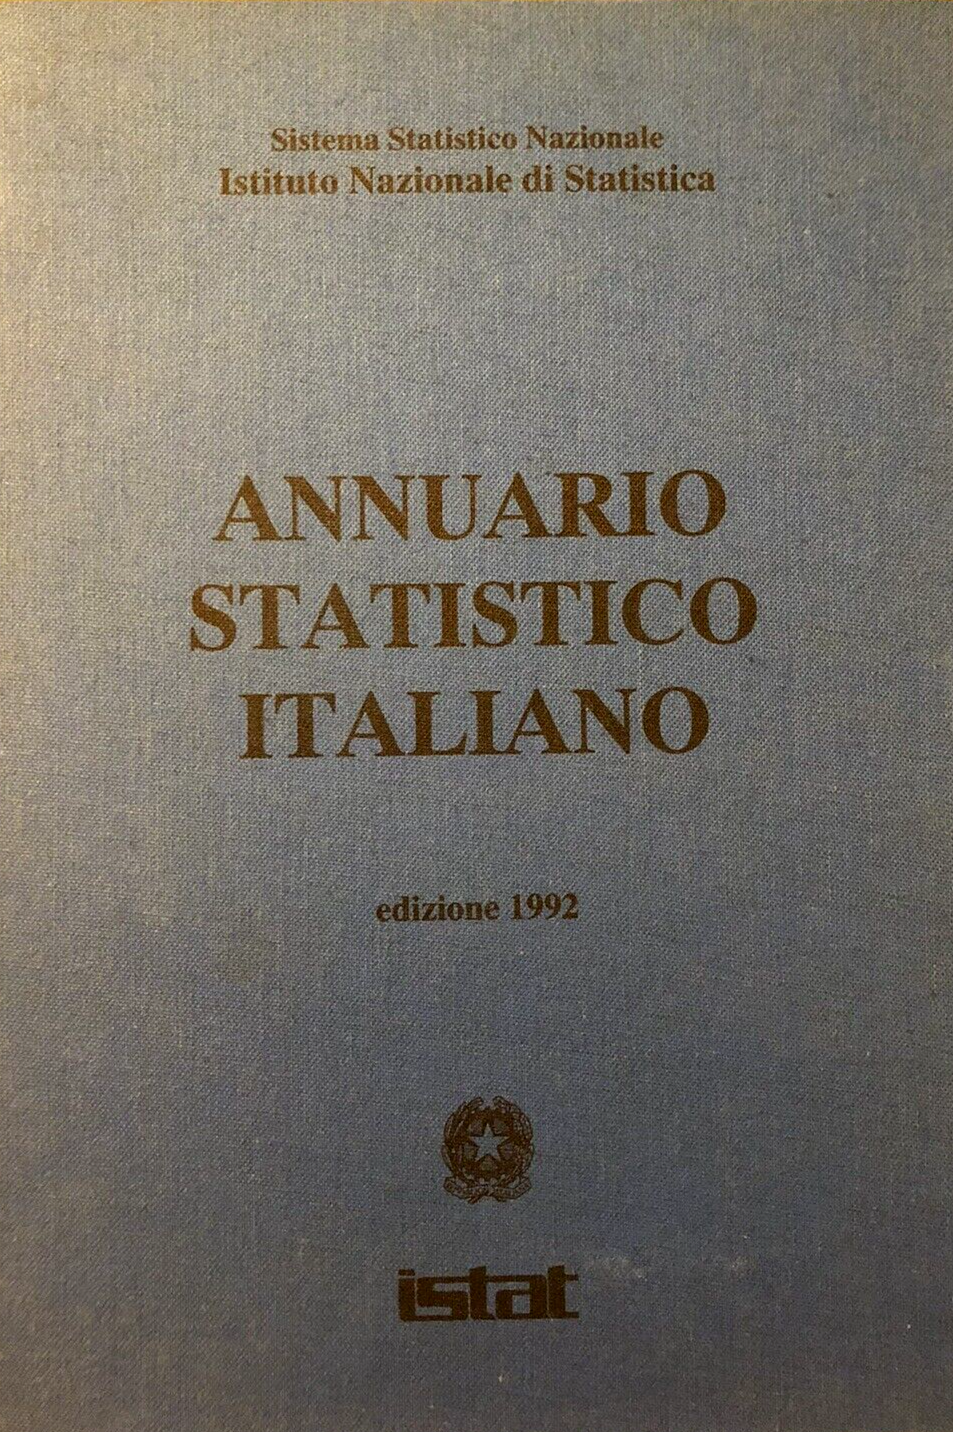 Sistema Statistico Nazionale
Istituto Nazionale di Statistica
ANNUARIO
STATISTICO
ITALIANO
edizione 1992
istat